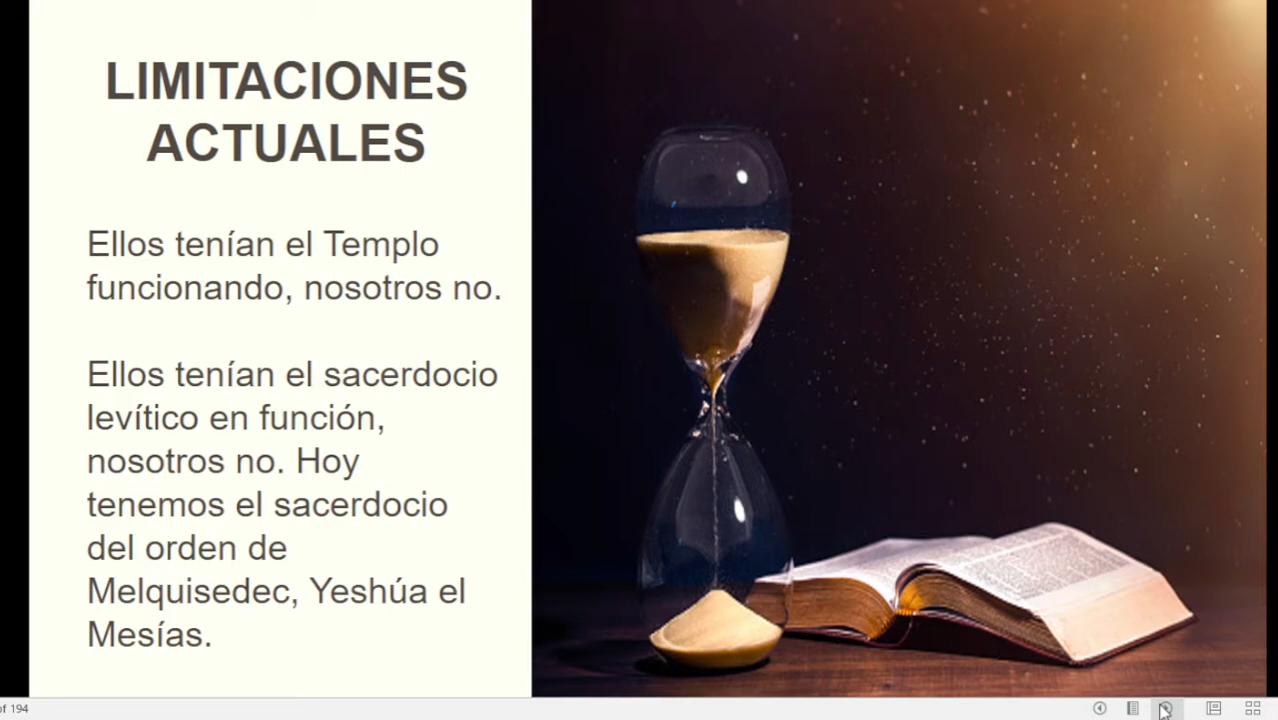 LIMITACIONES
ACTUALES
Ellos tenían el Templo
funcionando, nosotros no.
Ellos tenían el sacerdocio
levítico en función,
nosotros no. Hoy
tenemos el sacerdocio
del orden de
Melquisedec, Yeshúa el
Mesías.
of 194